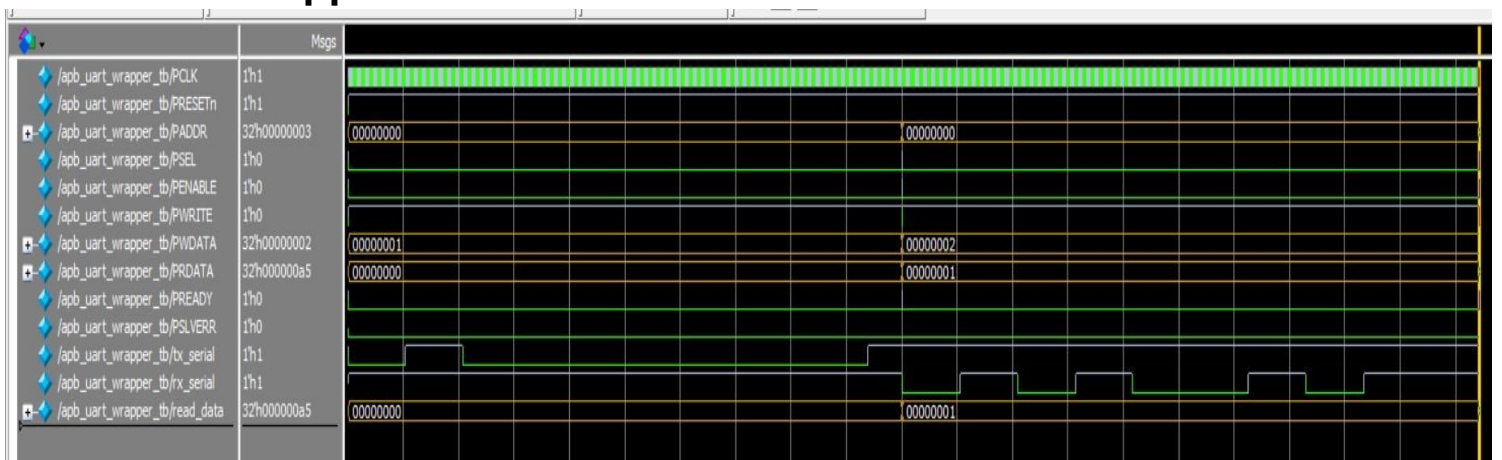 Msgs
/apb_uart_wrapper_tb/PCLK 1'h1
/apb_uart_wrapper_tb/PRESETn 1'h1
/apb_uart_wrapper_tb/PADDR 32'h00000003 00000000 00000000
/apb_uart_wrapper_tb/PSEL 1'h0
/apb_uart_wrapper_tb/PENABLE 1'h0
/apb_uart_wrapper_tb/PWRITE 1'h0
/apb_uart_wrapper_tb/PWDATA 32'h00000002 00000001 00000002
/apb_uart_wrapper_tb/PRDATA 32'h000000a5 00000000 00000001
/apb_uart_wrapper_tb/PREADY 1'h0
/apb_uart_wrapper_tb/PSLVERR 1'h0
/apb_uart_wrapper_tb/tx_serial 1'h1
/apb_uart_wrapper_tb/rx_serial 1'h1
/apb_uart_wrapper_tb/read_data 32'h000000a5 00000000 00000001